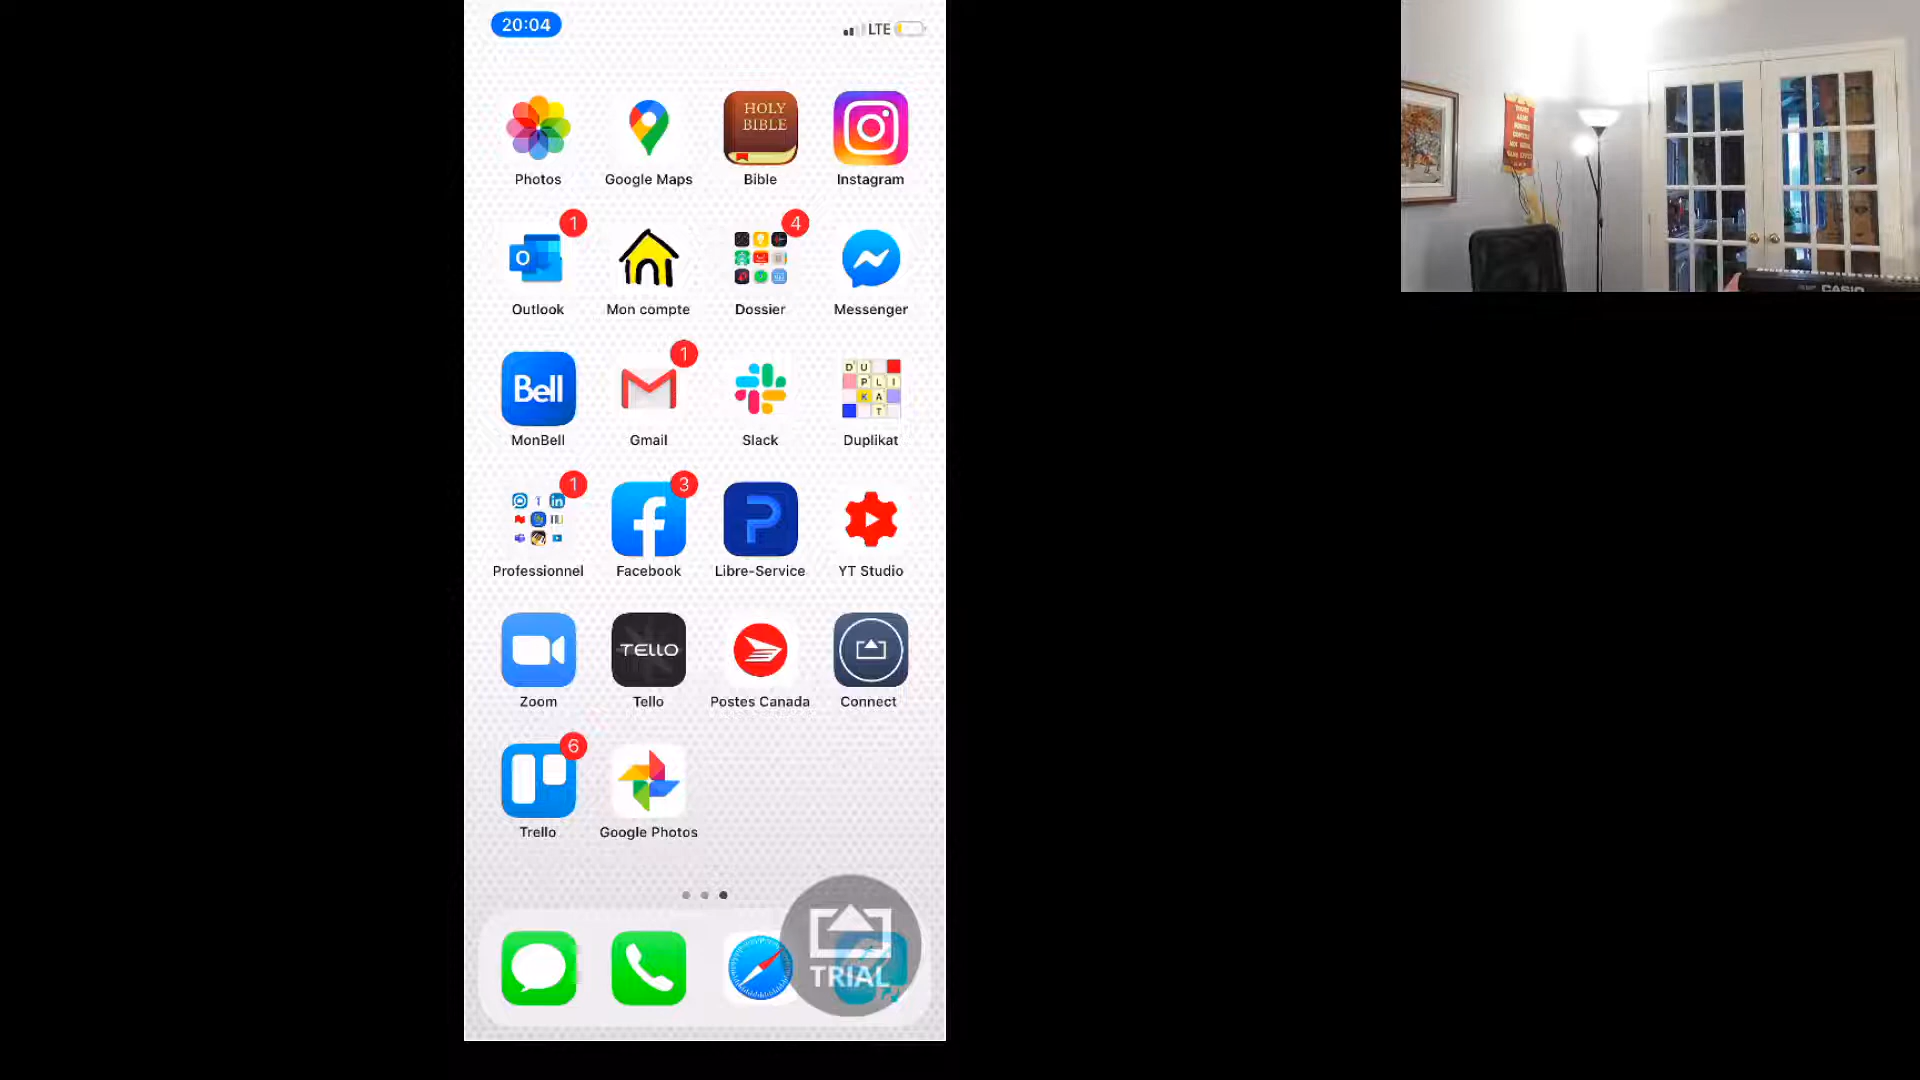 20:04
LTE
HOLY
BIBLE
Photos
Google Maps
Bible
Instagram
1
4
O
Outlook
Mon compte
Dossier
Messenger
1
Bell
D U
P L I
K A
T
MonBell
Gmail
Slack
Duplikat
1
3
in
f
P
Professionnel
Facebook
Libre-Service
YT Studio
TELLO
Zoom
Tello
Postes Canada
Connect
6
Trello
Google Photos
TRIAL
CASIO